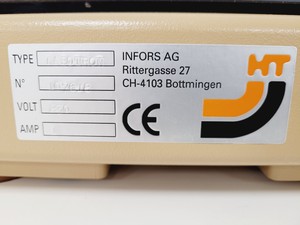 TYPE
N°
VOLT
AMP
INFORS AG
Rittergasse 27
CH-4103 Bottmingen
CE
HT